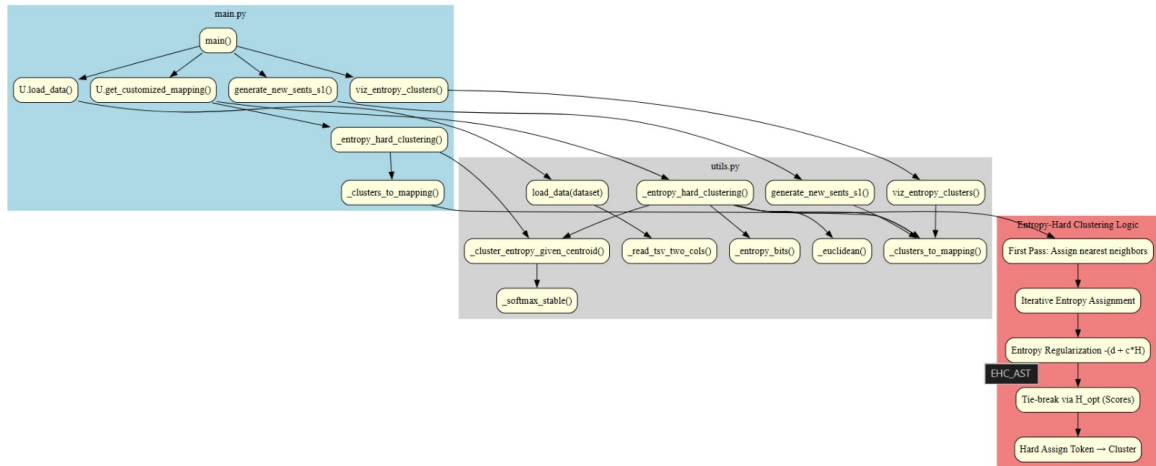 main.py
main()
U.load_data()
U.get_customized_mapping()
generate_new_sents_s1()
viz_entropy_clusters()
_entropy_hard_clustering()
_clusters_to_mapping()
utils.py
load_data(dataset)
_entropy_hard_clustering()
generate_new_sents_s1()
viz_entropy_clusters()
_cluster_entropy_given_centroid()
_read_tsv_two_cols()
_entropy_bits()
_euclidean()
_clusters_to_mapping()
_softmax_stable()
Entropy-Hard Clustering Logic
First Pass: Assign nearest neighbors
Iterative Entropy Assignment
Entropy Regularization -(d + c*H)
EHC_AST
Tie-break via H_opt (Scores)
Hard Assign Token → Cluster